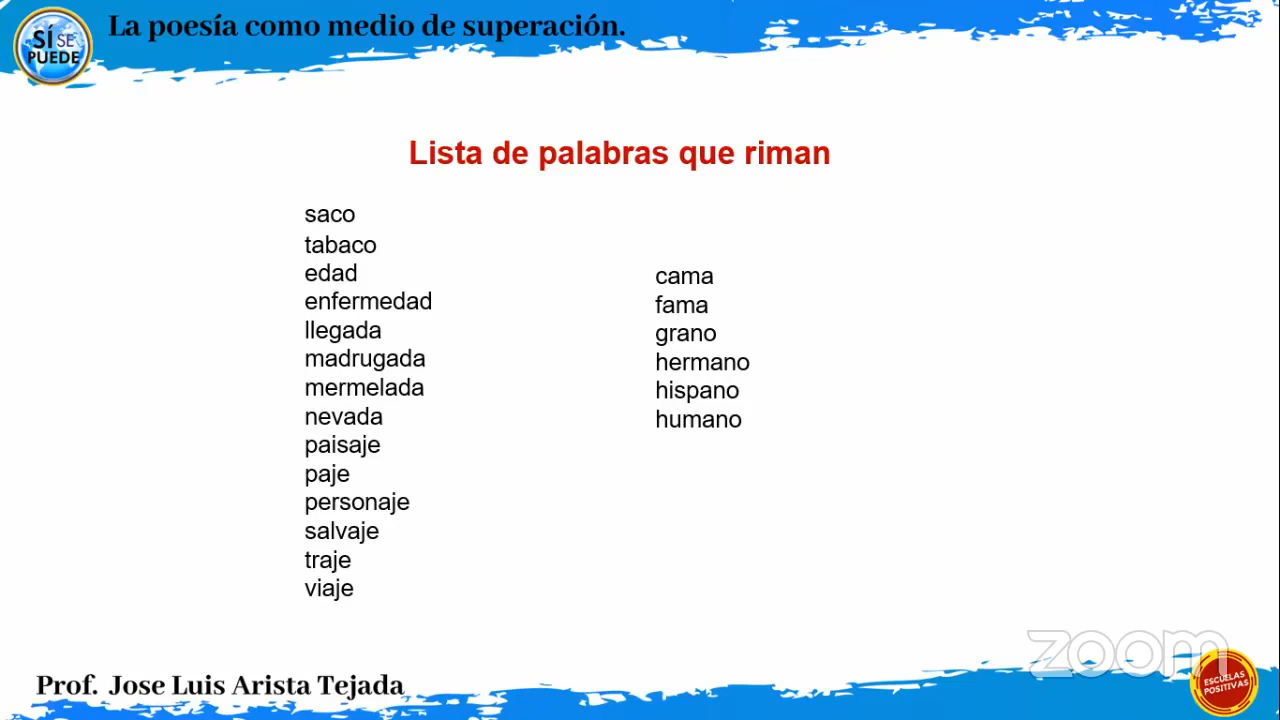 La poesía como medio de superación.
SÍ SE
PUEDE
Lista de palabras que riman
saco
tabaco
edad
enfermedad
llegada
madrugada
mermelada
nevada
paisaje
paje
personaje
salvaje
traje
viaje
cama
fama
grano
hermano
hispano
humano
zoom
Prof. Jose Luis Arista Tejada
ESCUELAS
POSITIVAS